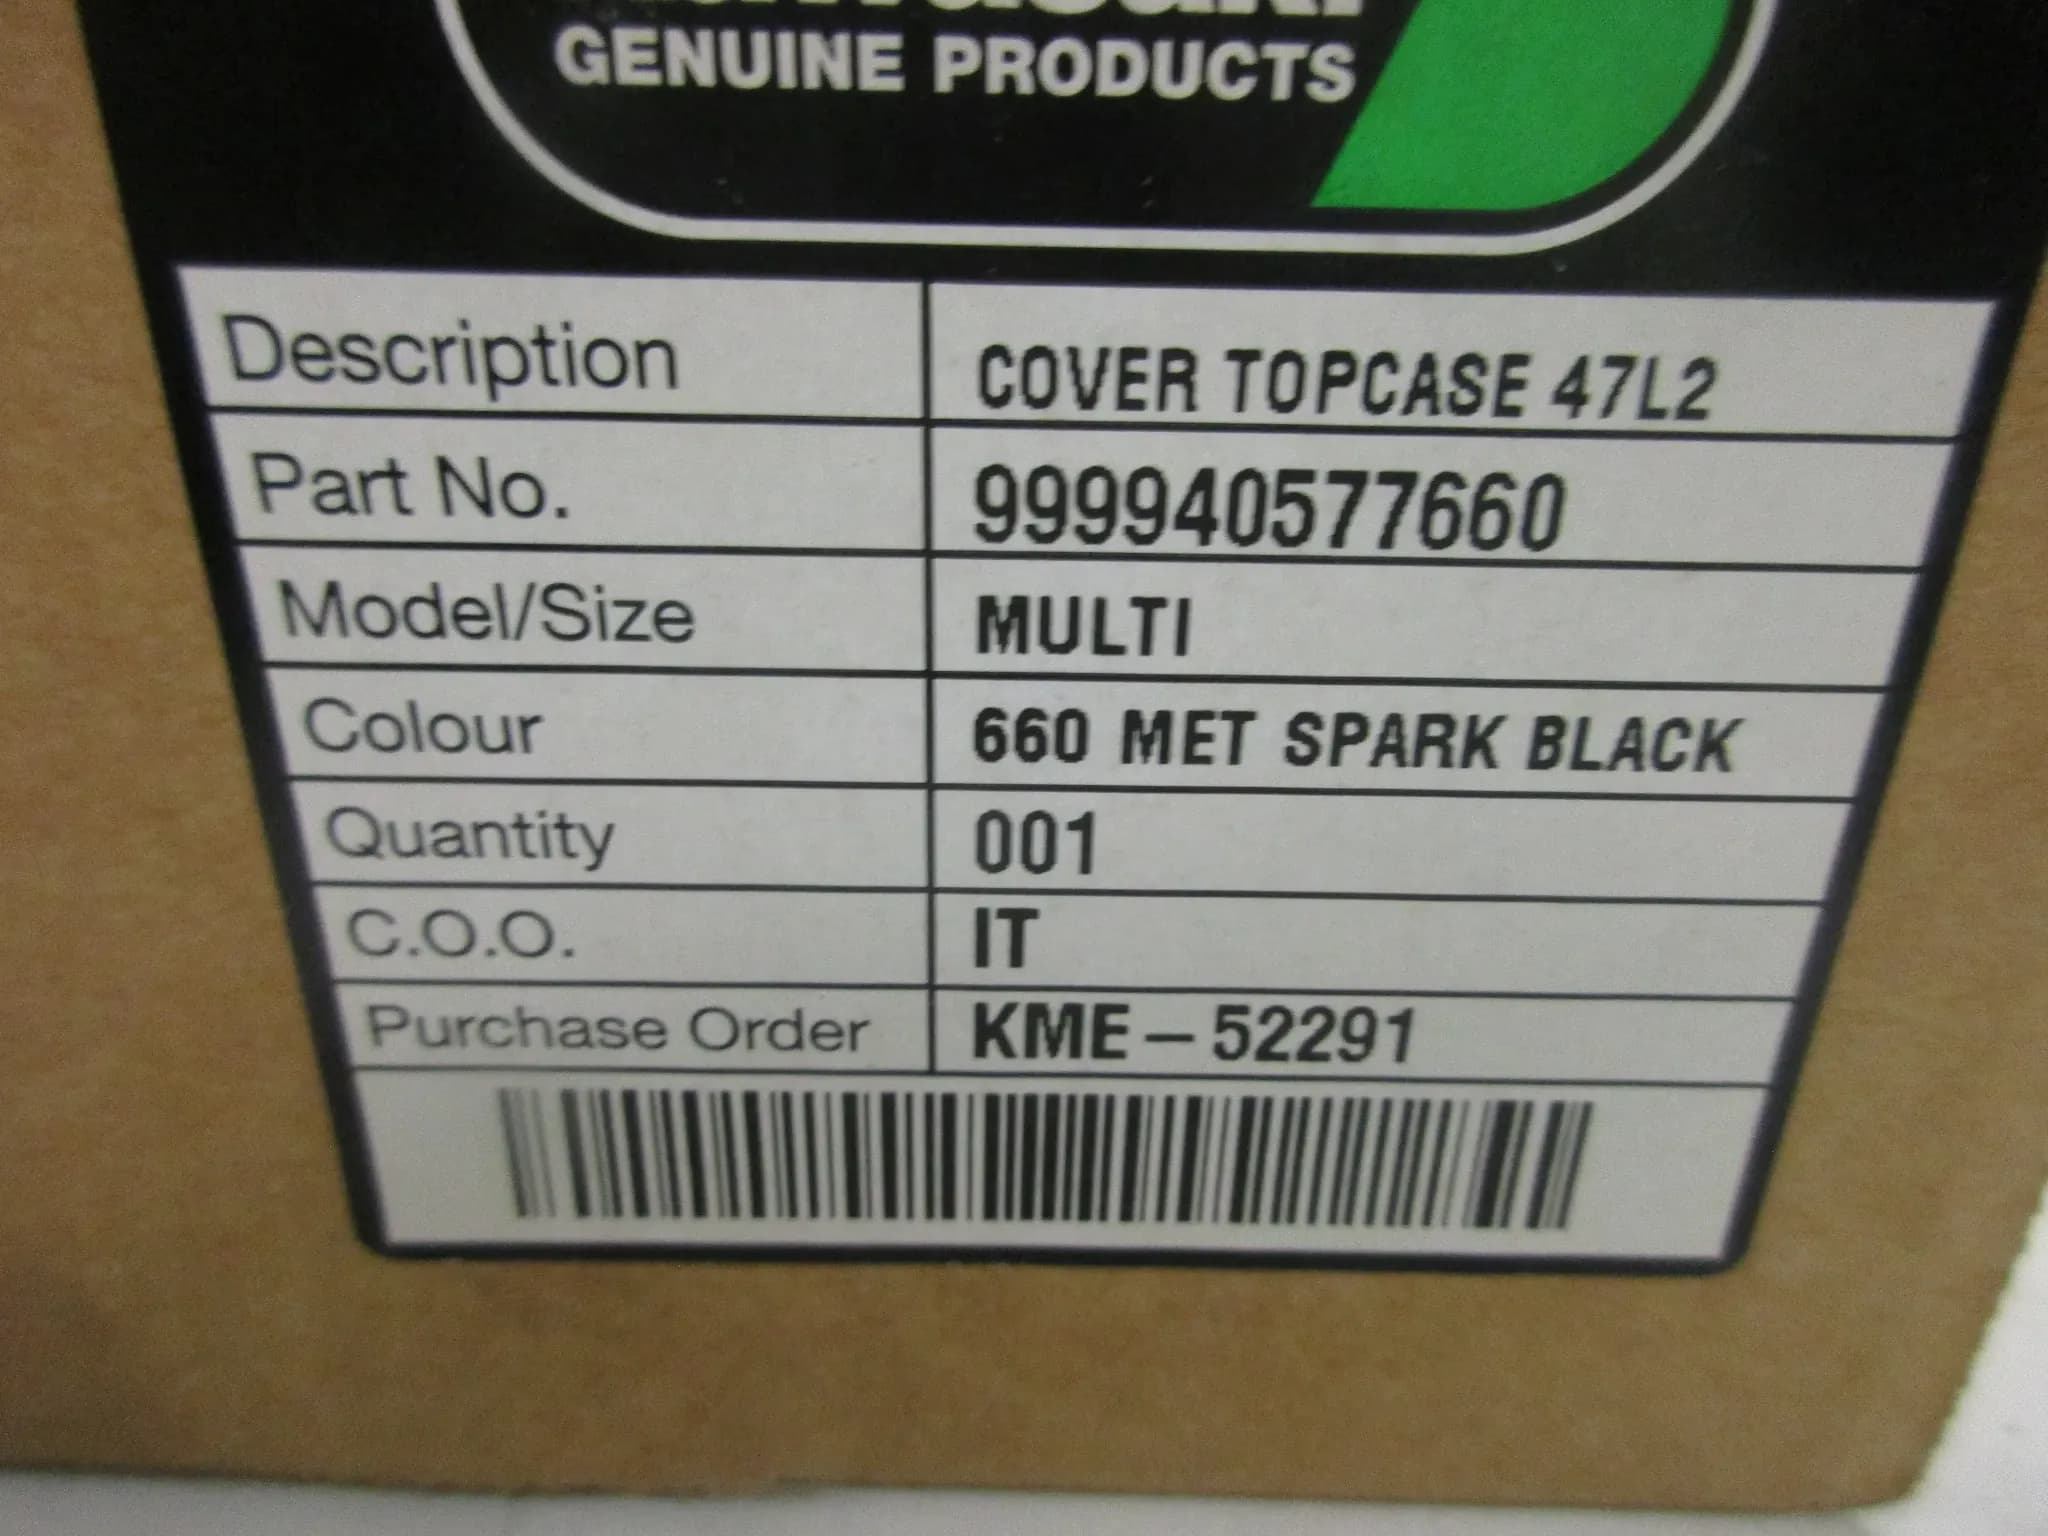 GENUINE PRODUCTS
Description COVER TOPCASE 47L2
Part No. 999940577660
Model/Size MULTI
Colour 660 MET SPARK BLACK
Quantity 001
C.O.O. IT
Purchase Order KME-52291